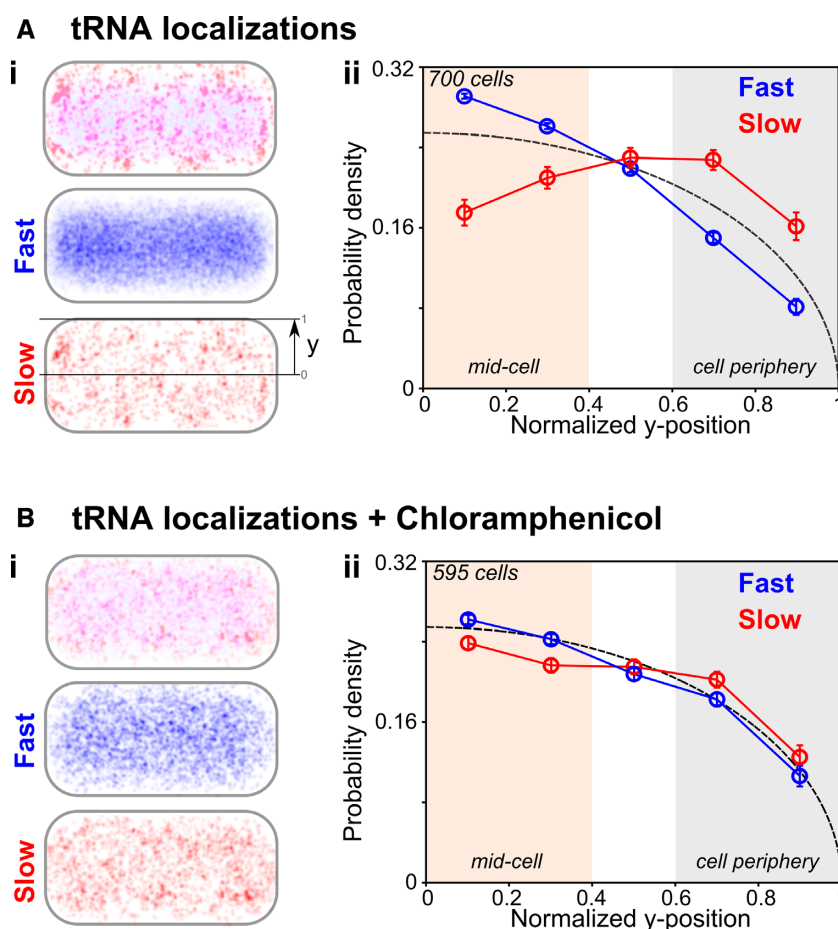 A tRNA localizations
i
ii
0.32
700 cells
Fast
Slow
Probability density
0.16
Fast
1
y
0
Slow
mid-cell
cell periphery
0
0 0.2 0.4 0.6 0.8 1
Normalized y-position
B tRNA localizations + Chloramphenicol
i
ii
0.32
595 cells
Fast
Slow
Probability density
0.16
Fast
Slow
mid-cell
cell periphery
0
0.0 0.2 0.4 0.6 0.8
Normalized y-position